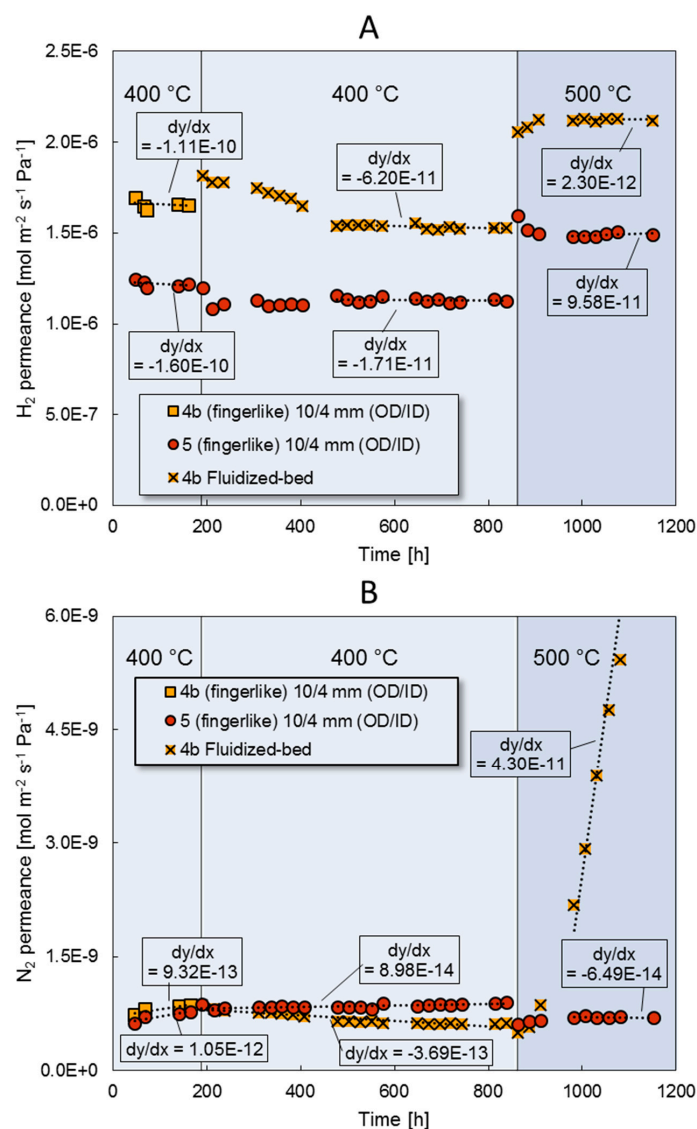 A
2.5E-6
2.0E-6
1.5E-6
1.0E-6
5.0E-7
0.0E+0
H₂ permeance [mol m⁻² s⁻¹ Pa⁻¹]
400 °C
400 °C
500 °C
dy/dx
= -1.11E-10
dy/dx
= -6.20E-11
dy/dx
= 2.30E-12
dy/dx
= -1.60E-10
dy/dx
= -1.71E-11
dy/dx
= 9.58E-11
4b (fingerlike) 10/4 mm (OD/ID)
5 (fingerlike) 10/4 mm (OD/ID)
4b Fluidized-bed
0
200
400
600
800
1000
1200
Time [h]
B
6.0E-9
4.5E-9
3.0E-9
1.5E-9
0.0E+0
N₂ permeance [mol m⁻² s⁻¹ Pa⁻¹]
400 °C
400 °C
500 °C
4b (fingerlike) 10/4 mm (OD/ID)
5 (fingerlike) 10/4 mm (OD/ID)
4b Fluidized-bed
dy/dx
= 4.30E-11
dy/dx
= 9.32E-13
dy/dx
= 8.98E-14
dy/dx
= -6.49E-14
dy/dx = 1.05E-12
dy/dx = -3.69E-13
0
200
400
600
800
1000
1200
Time [h]